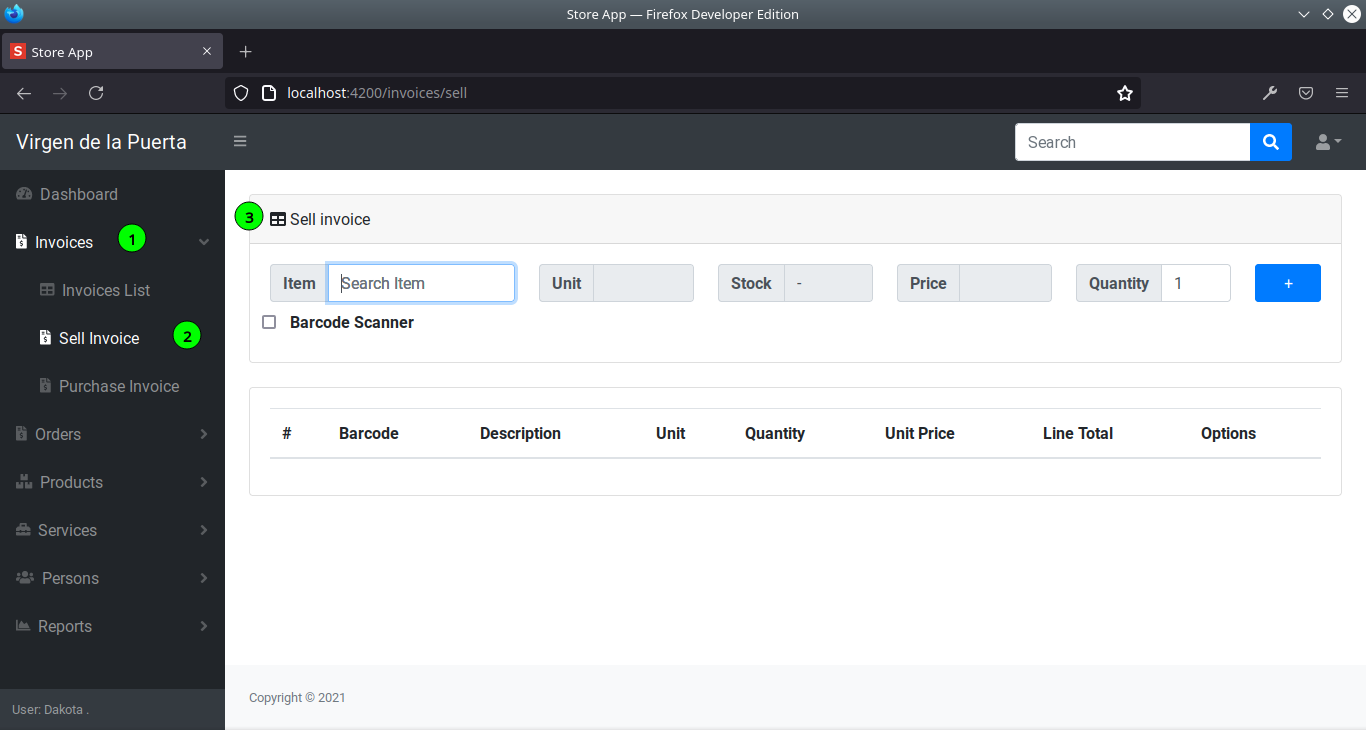 Store App — Firefox Developer Edition
S Store App
localhost:4200/invoices/sell
Virgen de la Puerta
Search
Dashboard
Invoices 1
Invoices List
Sell Invoice 2
Purchase Invoice
Orders
Products
Services
Persons
Reports
User: Dakota .
3 Sell invoice
Item Search Item Unit Stock - Price Quantity 1 +
Barcode Scanner
# Barcode Description Unit Quantity Unit Price Line Total Options
Copyright © 2021